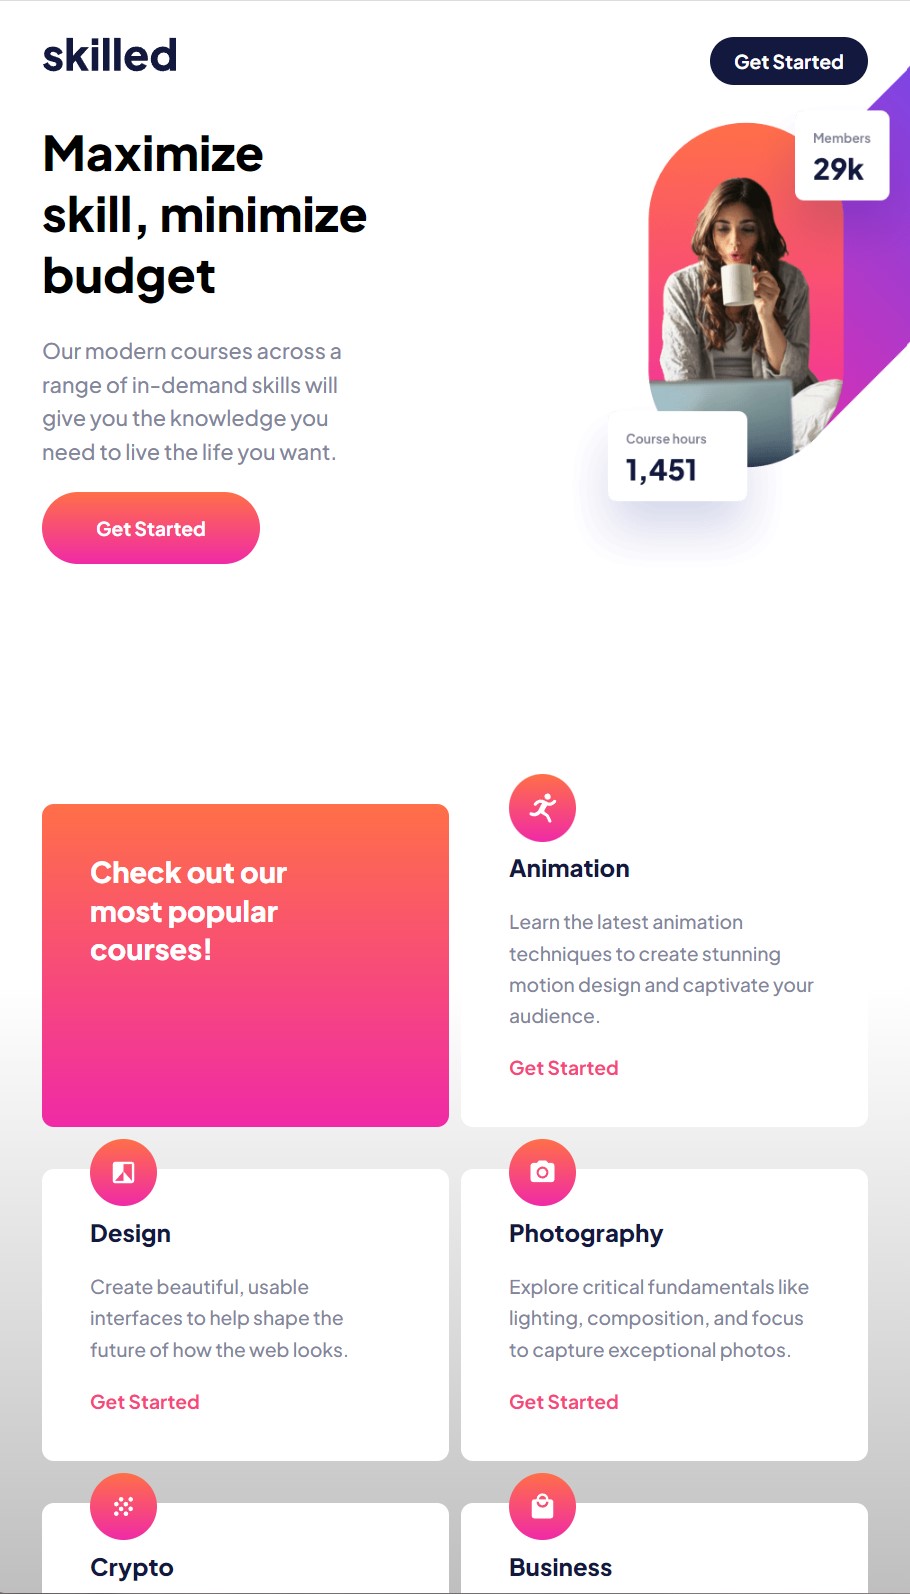 skilled
Get Started
Maximize
skill, minimize
budget
Our modern courses across a
range of in-demand skills will
give you the knowledge you
need to live the life you want.
Get Started
Members
29k
Course hours
1,451
Check out our
most popular
courses!
Animation
Learn the latest animation
techniques to create stunning
motion design and captivate your
audience.
Get Started
Design
Create beautiful, usable
interfaces to help shape the
future of how the web looks.
Get Started
Photography
Explore critical fundamentals like
lighting, composition, and focus
to capture exceptional photos.
Get Started
Crypto
Business